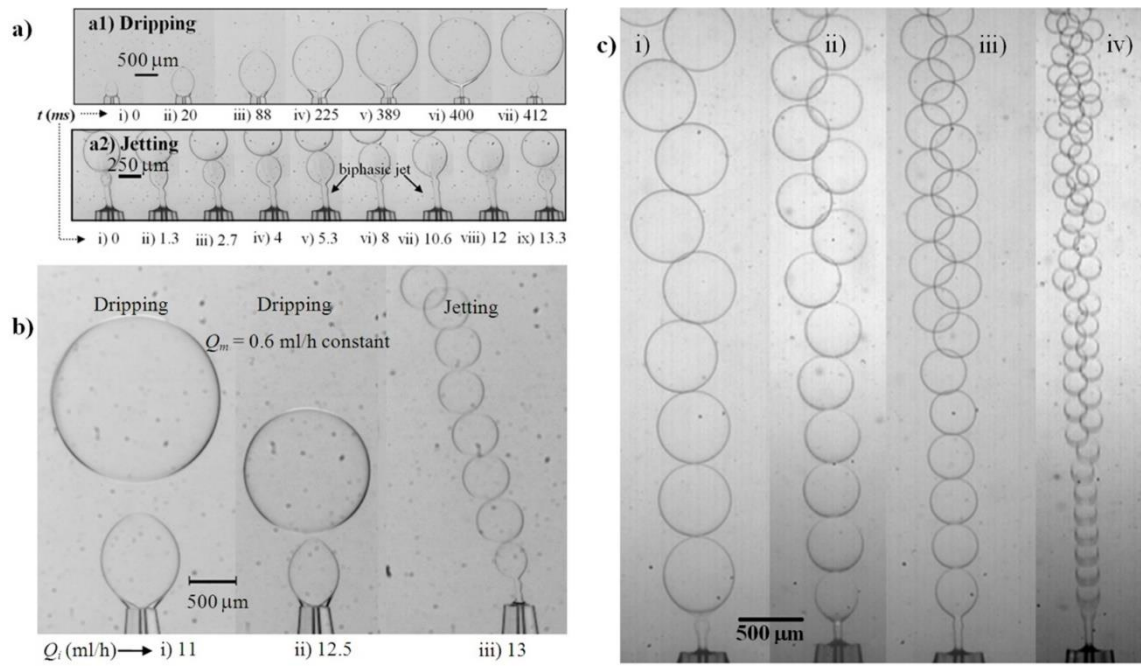 a)
a1) Dripping
500 μm
t (ms) i) 0 ii) 20 iii) 88 iv) 225 v) 389 vi) 400 vii) 412
a2) Jetting
250 μm
biphasic jet
i) 0 ii) 1.3 iii) 2.7 iv) 4 v) 5.3 vi) 8 vii) 10.6 viii) 12 ix) 13.3
b)
Dripping Dripping Jetting
Qm = 0.6 ml/h constant
500 μm
Qi (ml/h) i) 11 ii) 12.5 iii) 13
c)
i) ii) iii) iv)
500 μm